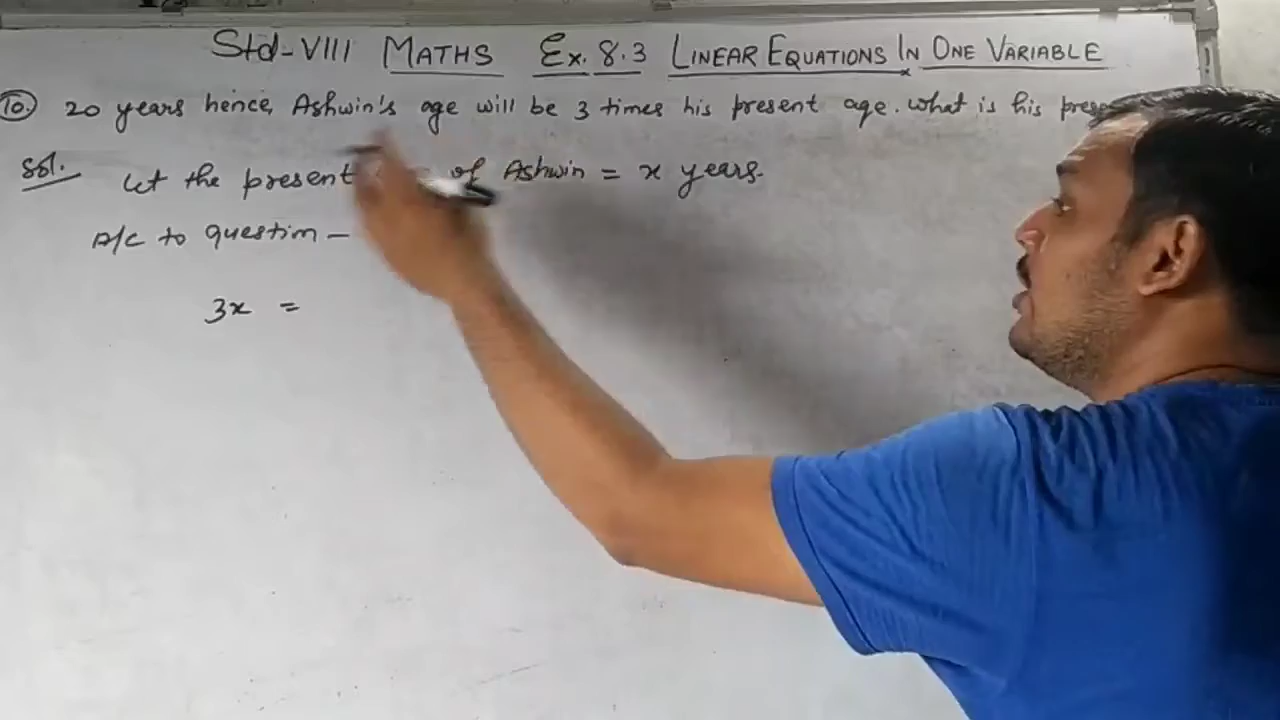 Std-VIII MATHS Ex. 8.3 LINEAR EQUATIONS IN ONE VARIABLE
10. 20 years hence, Ashwin's age will be 3 times his present age. What is his
Sol. Let the present of Ashwin = x years.
A/C to question –
3x =